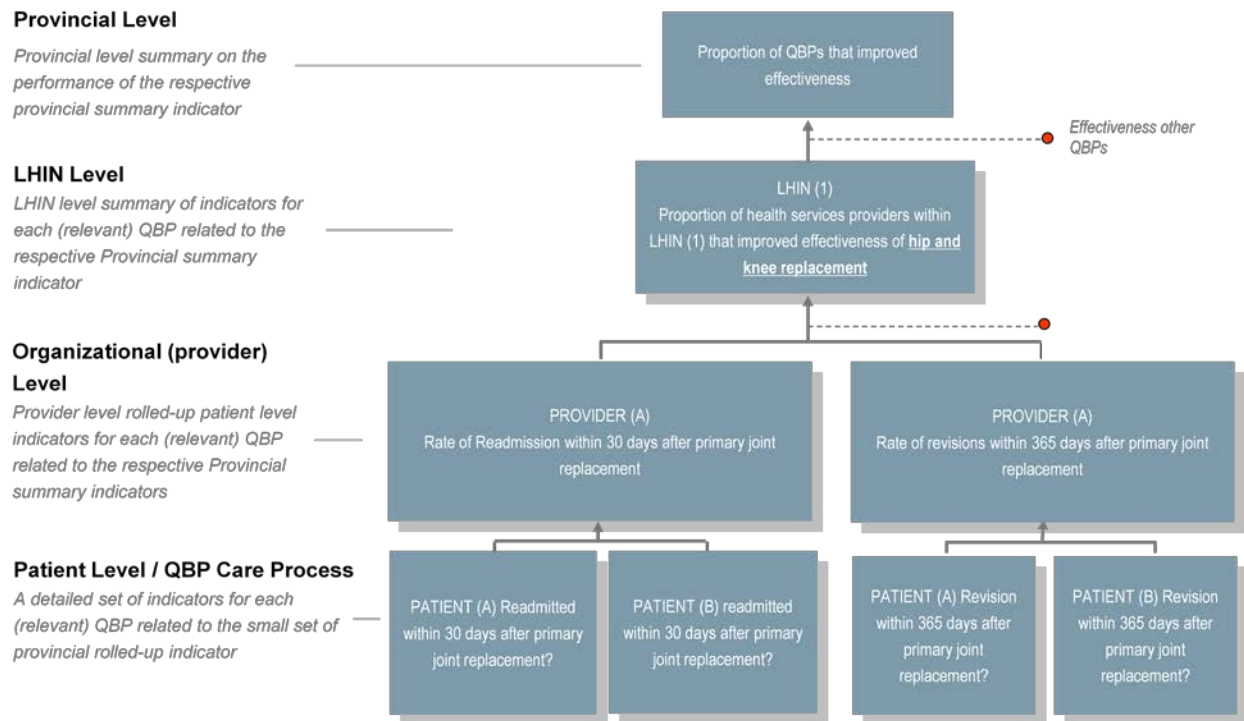 Provincial Level
Provincial level summary on the
performance of the respective
provincial summary indicator
Proportion of QBPs that improved
effectiveness
Effectiveness other
QBPs
LHIN Level
LHIN level summary of indicators for
each (relevant) QBP related to the
respective Provincial summary
indicator
LHIN (1)
Proportion of health services providers within
LHIN (1) that improved effectiveness of hip and
knee replacement
Organizational (provider)
Level
Provider level rolled-up patient level
indicators for each (relevant) QBP
related to the respective Provincial
summary indicators
PROVIDER (A)
Rate of Readmission within 30 days after primary joint
replacement
PROVIDER (A)
Rate of revisions within 365 days after primary joint
replacement
Patient Level / QBP Care Process
A detailed set of indicators for each
(relevant) QBP related to the small set of
provincial rolled-up indicator
PATIENT (A) Readmitted
within 30 days after primary
joint replacement?
PATIENT (B) readmitted
within 30 days after primary
joint replacement?
PATIENT (A) Revision
within 365 days after
primary joint
replacement?
PATIENT (B) Revision
within 365 days after
primary joint
replacement?